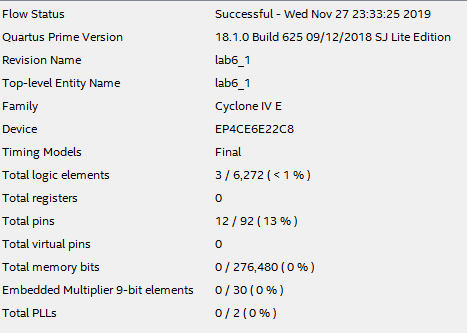 Flow Status Successful - Wed Nov 27 23:33:25 2019
Quartus Prime Version 18.1.0 Build 625 09/12/2018 SJ Lite Edition
Revision Name lab6_1
Top-level Entity Name lab6_1
Family Cyclone IV E
Device EP4CE6E22C8
Timing Models Final
Total logic elements 3 / 6,272 ( < 1 % )
Total registers 0
Total pins 12 / 92 ( 13 % )
Total virtual pins 0
Total memory bits 0 / 276,480 ( 0 % )
Embedded Multiplier 9-bit elements 0 / 30 ( 0 % )
Total PLLs 0 / 2 ( 0 % )